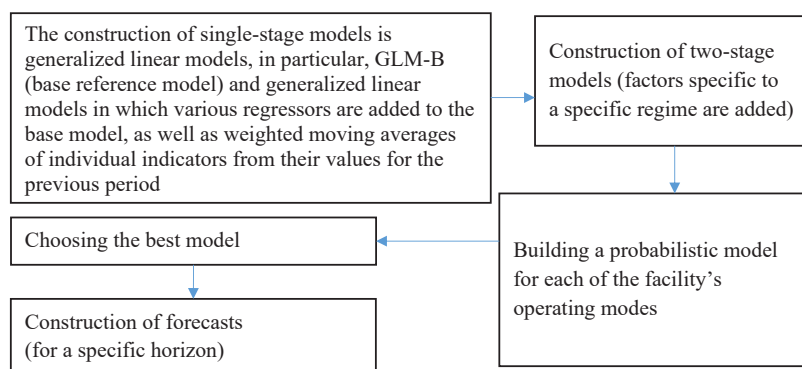 The construction of single-stage models is
generalized linear models, in particular, GLM-B
(base reference model) and generalized linear
models in which various regressors are added to the
base model, as well as weighted moving averages
of individual indicators from their values for the
previous period
Construction of two-stage
models (factors specific to
a specific regime are added)
Building a probabilistic model
for each of the facility’s
operating modes
Choosing the best model
Construction of forecasts
(for a specific horizon)